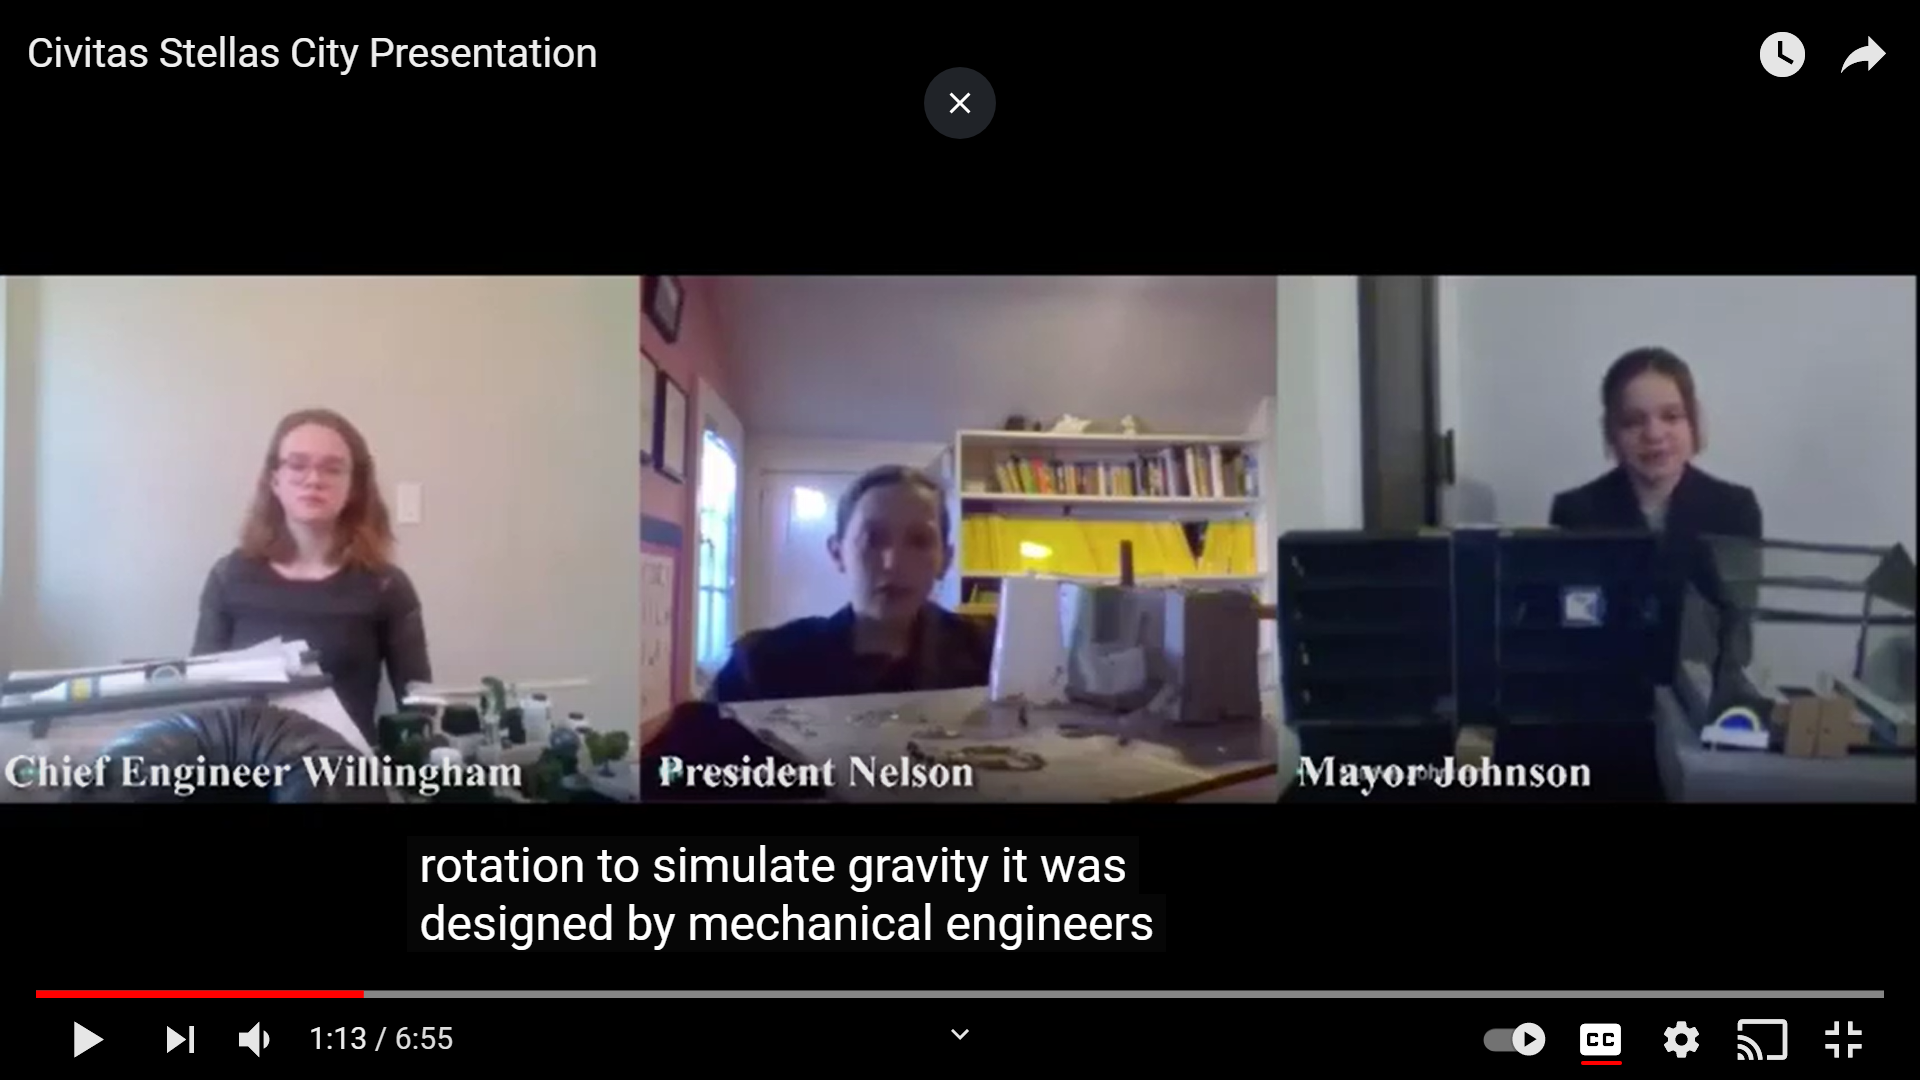 Civitas Stellas City Presentation
Chief Engineer Willingham
President Nelson
Mayor Johnson
rotation to simulate gravity it was
designed by mechanical engineers
1:13 / 6:55
CC